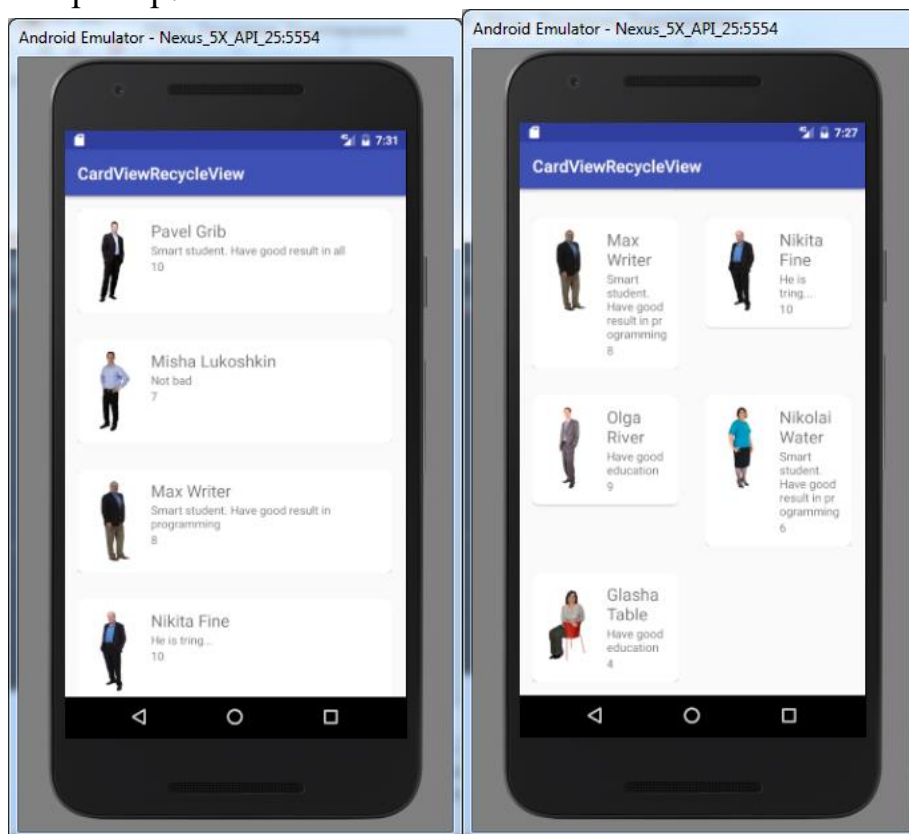 Android Emulator - Nexus_5X_API_25:5554
7:31
CardViewRecycleView
Pavel Grib
Smart student. Have good result in all
10
Misha Lukoshkin
Not bad
7
Max Writer
Smart student. Have good result in
programming
8
Nikita Fine
He is tring...
10
Android Emulator - Nexus_5X_API_25:5554
7:27
CardViewRecycleView
Max
Writer
Smart
student.
Have good
result in pr
ogramming
8
Nikita
Fine
He is
tring...
10
Olga
River
Have good
education
9
Nikolai
Water
Smart
student.
Have good
result in pr
ogramming
6
Glasha
Table
Have good
education
4